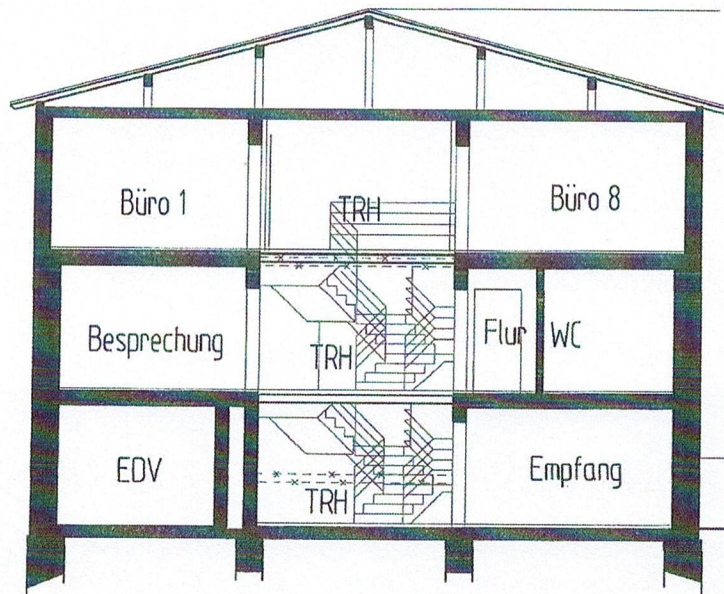 Büro 1
TRH
Büro 8
Besprechung
TRH
Flur
WC
EDV
TRH
Empfang